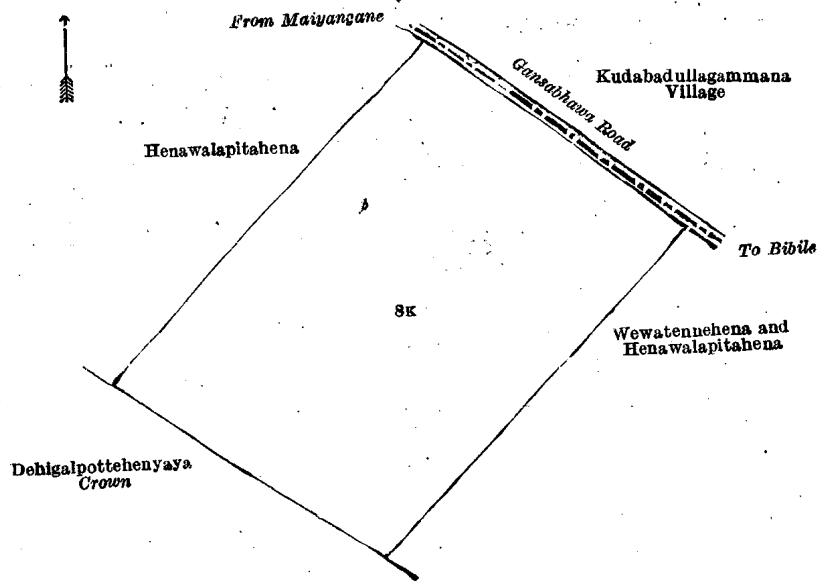 From Maiyangane
Gansabhawa Road
Kudabadullagammana
Village
Henawalapitahena
To Bibile
8K
Wewatennehena and
Henawalapitahena
Dehigalpottehenyaya
Crown